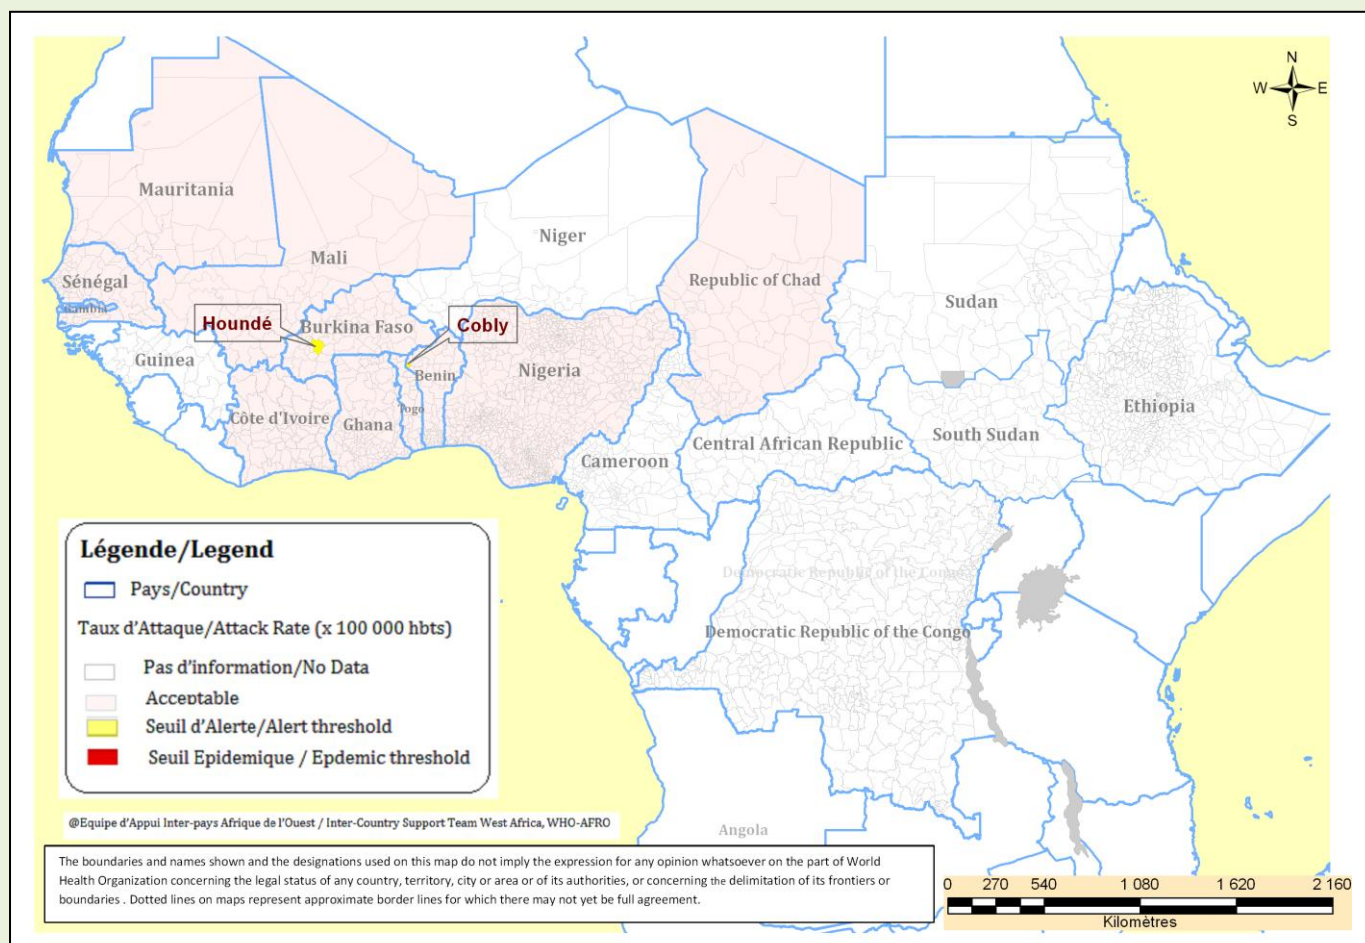 N
W E
S
Mauritania
Mali
Niger
Republic of Chad
Sudan
Sénégal
Gambia
Houndé
Burkina Faso
Cobly
Guinea
Benin
Nigeria
Togo
Côte d'Ivoire
Ghana
Ethiopia
South Sudan
Central African Republic
Cameroon
Democratic Republic of the Congo
Democratic Republic of the Congo
Angola
Légende/Legend
Pays/Country
Taux d'Attaque/Attack Rate (x 100 000 hbts)
Pas d'information/No Data
Acceptable
Seuil d'Alerte/Alert threshold
Seuil Epidemique / Epdemic threshold
@Equipe d'Appui Inter-pays Afrique de l'Ouest / Inter-Country Support Team West Africa, WHO-AFRO
The boundaries and names shown and the designations used on this map do not imply the expression for any opinion whatsoever on the part of World
Health Organization concerning the legal status of any country, territory, city or area or of its authorities, or concerning the delimitation of its frontiers or
boundaries . Dotted lines on maps represent approximate border lines for which there may not yet be full agreement.
0 270 540 1 080 1 620 2 160
Kilomètres